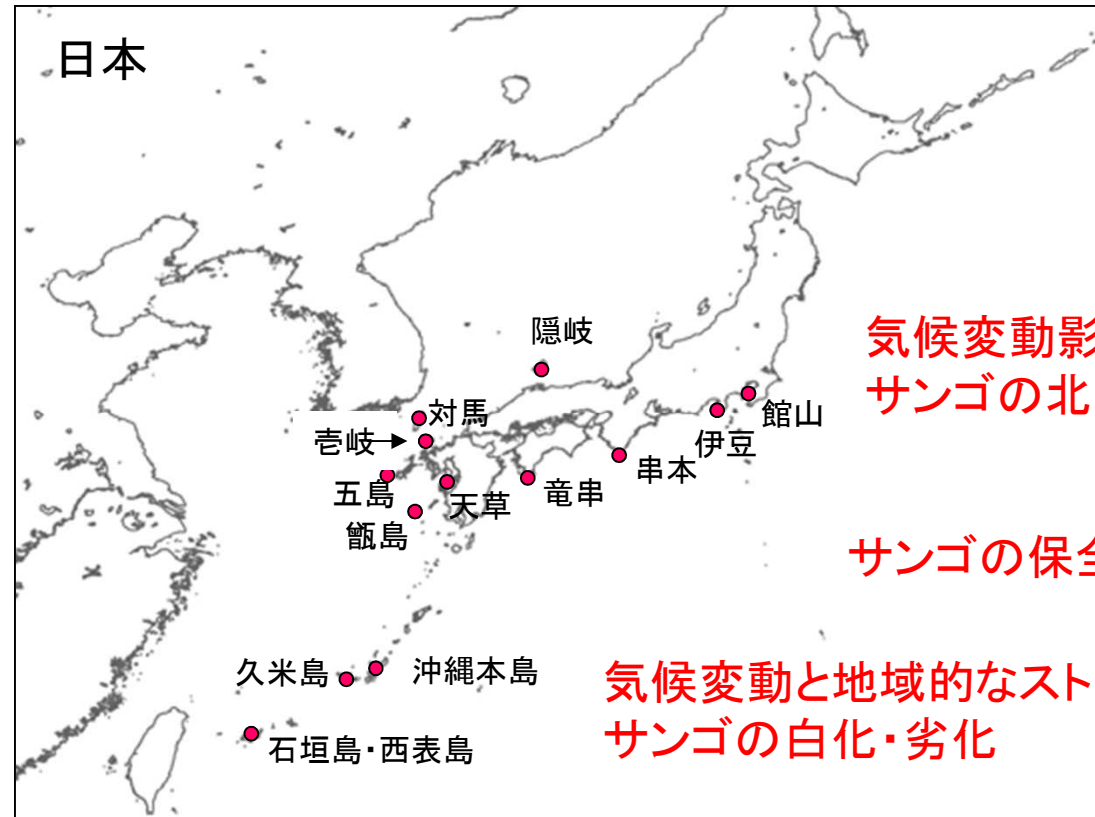 日本
隠岐
気候変動影
サンゴの北
対馬
館山
壱岐
伊豆
串本
五島
天草
竜串
甑島
サンゴの保全
久米島
沖縄本島
気候変動と地域的なスト
サンゴの白化・劣化
石垣島・西表島